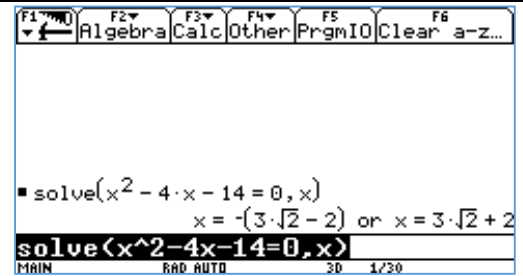 F1 F2 F3 F4 F5 F6
Algebra Calc Other PrgmIO Clear a-z…
▪ solve(x² - 4·x - 14 = 0, x)
x = -(3·√2 - 2) or x = 3·√2 + 2
solve(x^2-4x-14=0,x)
MAIN RAD AUTO 3D 1/30